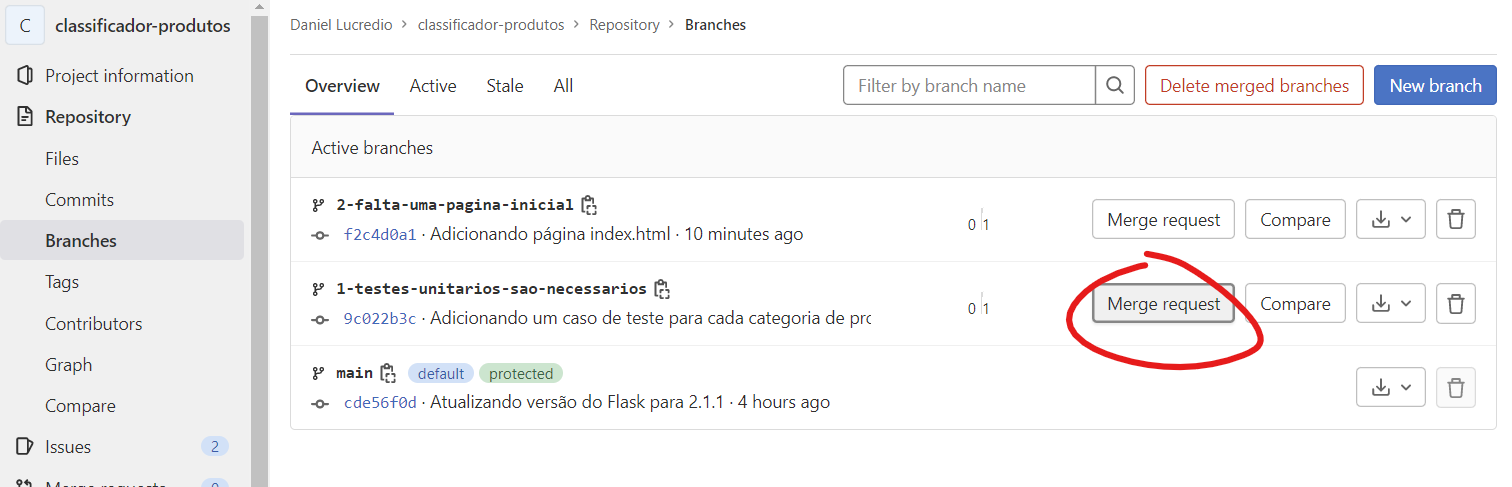 C classificador-produtos
Project information
Repository
Files
Commits
Branches
Tags
Contributors
Graph
Compare
Issues 2
Merge requests 0
Daniel Lucredio > classificador-produtos > Repository > Branches
Overview Active Stale All Filter by branch name Delete merged branches New branch
Active branches
2-falta-uma-pagina-inicial
f2c4d0a1 · Adicionando página index.html · 10 minutes ago
0 1 Merge request Compare
1-testes-unitarios-sao-necessarios
9c022b3c · Adicionando um caso de teste para cada categoria de prc
0 1 Merge request Compare
main default protected
cde56f0d · Atualizando versão do Flask para 2.1.1 · 4 hours ago